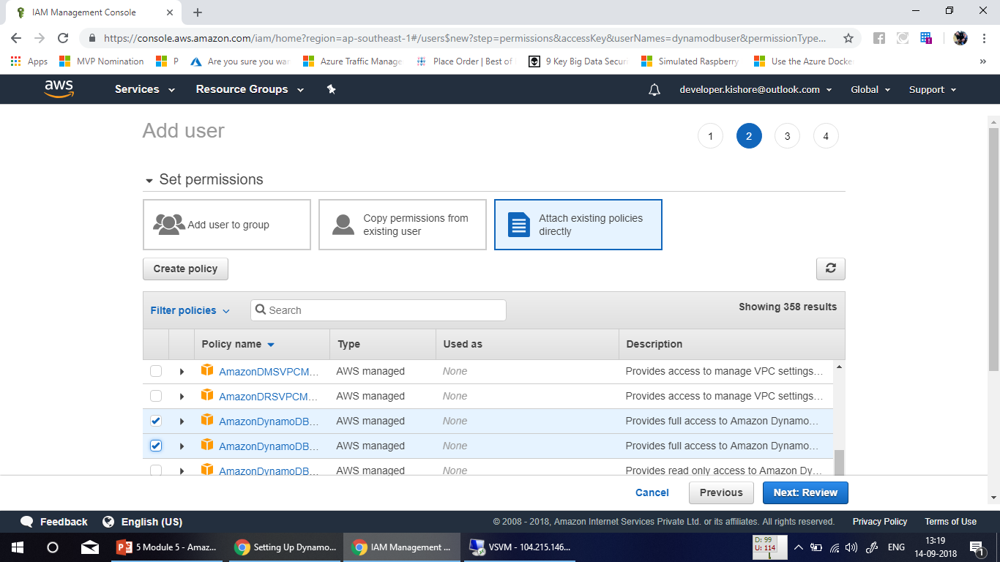 IAM Management Console
https://console.aws.amazon.com/iam/home?region=ap-southeast-1#/users$new?step=permissions&accessKey&userNames=dynamodbuser&permissionType...
Apps MVP Nomination P Are you sure you wan Azure Traffic Manage Place Order | Best of 9 Key Big Data Securi Simulated Raspberry Use the Azure Docke »
aws Services Resource Groups developer.kishore@outlook.com Global Support
Add user 1 2 3 4
Set permissions
Add user to group
Copy permissions from
existing user
Attach existing policies
directly
Create policy
Filter policies Search Showing 358 results
Policy name Type Used as Description
AmazonDMSVPCM... AWS managed None Provides access to manage VPC settings...
AmazonDRSVPCM... AWS managed None Provides access to manage VPC settings...
AmazonDynamoDB... AWS managed None Provides full access to Amazon Dynamo...
AmazonDynamoDB... AWS managed None Provides full access to Amazon Dynamo...
AmazonDynamoDB... AWS managed None Provides read only access to Amazon Dy...
Cancel Previous Next: Review
Feedback English (US) © 2008 - 2018, Amazon Internet Services Private Ltd. or its affiliates. All rights reserved. Privacy Policy Terms of Use
5 Module 5 - Amaz... Setting Up Dynamo... IAM Management ... VSVM - 104.215.146...
D: 99
U: 114
ENG
13:19
14-09-2018
1